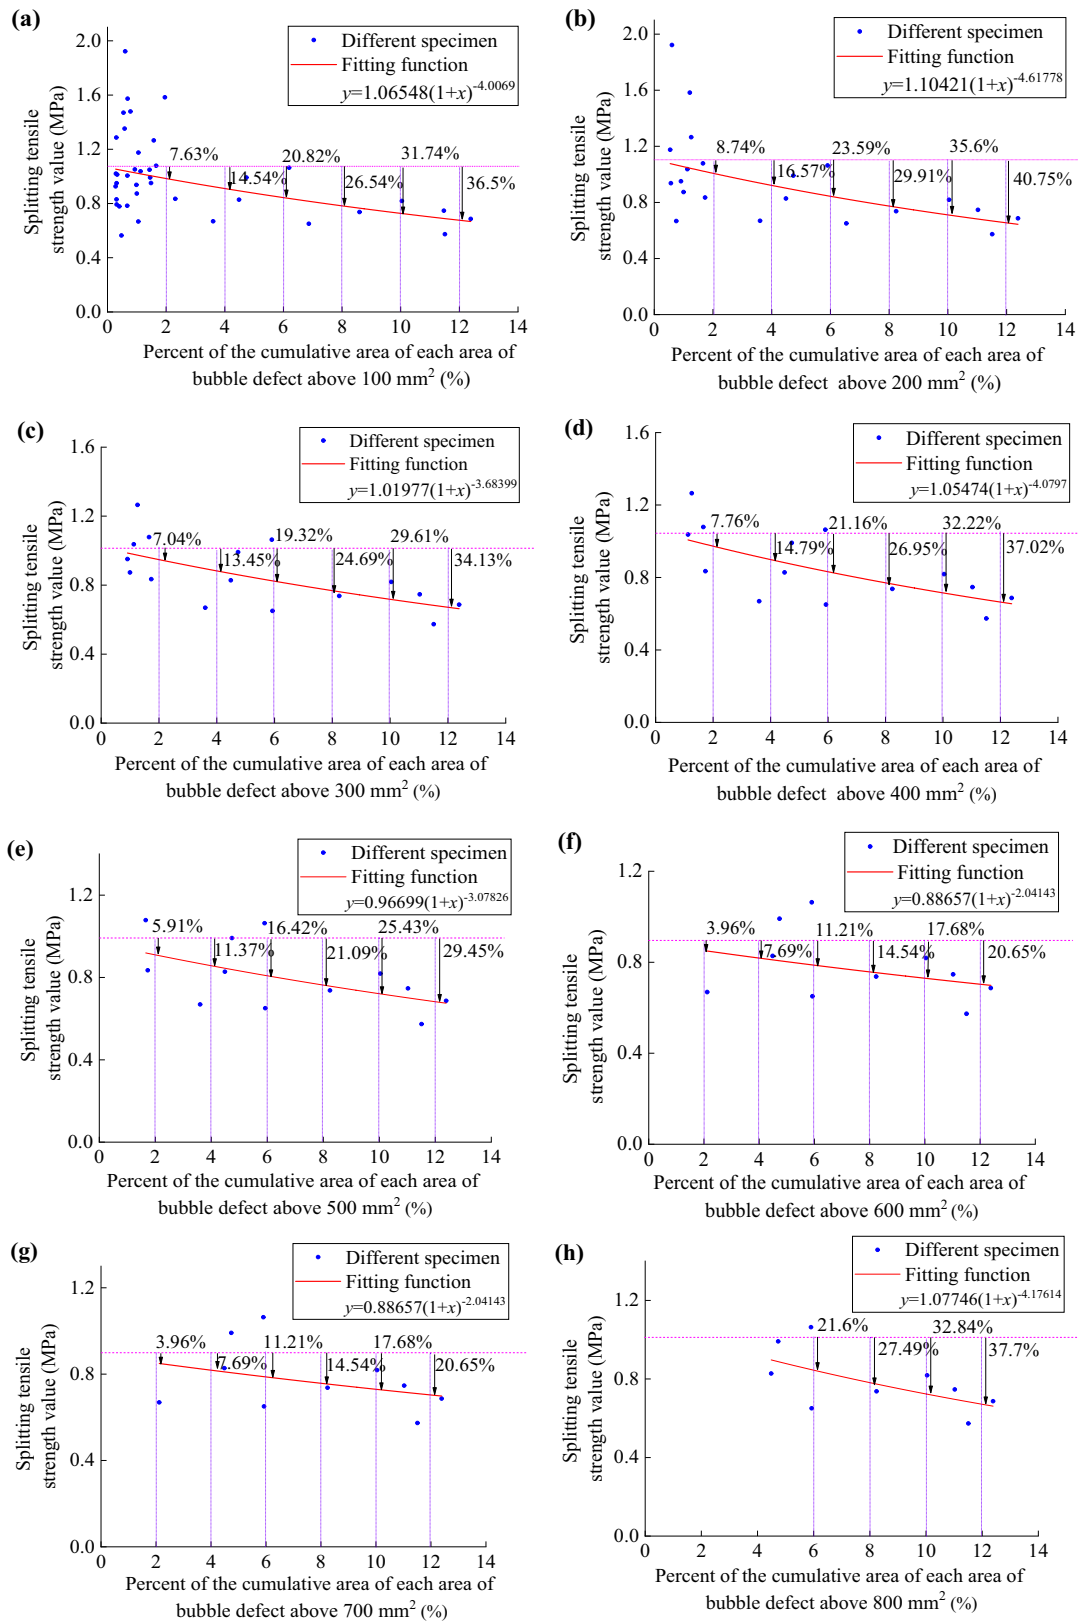 (a)
Splitting tensile
strength value (MPa)
2.0
1.6
1.2
0.8
0.4
0.0
Different specimen
Fitting function
y=1.06548(1+x)^-4.0069
7.63%
14.54%
20.82%
26.54%
31.74%
36.5%
0 2 4 6 8 10 12 14
Percent of the cumulative area of each area of
bubble defect above 100 mm² (%)
(b)
Splitting tensile
strength value (MPa)
2.0
1.6
1.2
0.8
0.4
0.0
Different specimen
Fitting function
y=1.10421(1+x)^-4.61778
8.74%
16.57%
23.59%
29.91%
35.6%
40.75%
0 2 4 6 8 10 12 14
Percent of the cumulative area of each area of
bubble defect above 200 mm² (%)
(c)
Splitting tensile
strength value (MPa)
1.6
1.2
0.8
0.4
0.0
Different specimen
Fitting function
y=1.01977(1+x)^-3.68399
7.04%
13.45%
19.32%
24.69%
29.61%
34.13%
0 2 4 6 8 10 12 14
Percent of the cumulative area of each area of
bubble defect above 300 mm² (%)
(d)
Splitting tensile
strength value (MPa)
1.6
1.2
0.8
0.4
0.0
Different specimen
Fitting function
y=1.05474(1+x)^-4.0797
7.76%
14.79%
21.16%
26.95%
32.22%
37.02%
0 2 4 6 8 10 12 14
Percent of the cumulative area of each area of
bubble defect above 400 mm² (%)
(e)
Splitting tensile
strength value (MPa)
1.2
0.8
0.4
0.0
Different specimen
Fitting function
y=0.96699(1+x)^-3.07826
5.91%
11.37%
16.42%
21.09%
25.43%
29.45%
0 2 4 6 8 10 12 14
Percent of the cumulative area of each area of
bubble defect above 500 mm² (%)
(f)
Splitting tensile
strength value (MPa)
1.2
0.8
0.4
0.0
Different specimen
Fitting function
y=0.88657(1+x)^-2.04143
3.96%
7.69%
11.21%
14.54%
17.68%
20.65%
0 2 4 6 8 10 12 14
Percent of the cumulative area of each area of
bubble defect above 600 mm² (%)
(g)
Splitting tensile
strength value (MPa)
1.2
0.8
0.4
0.0
Different specimen
Fitting function
y=0.88657(1+x)^-2.04143
3.96%
7.69%
11.21%
14.54%
17.68%
20.65%
0 2 4 6 8 10 12 14
Percent of the cumulative area of each area of
bubble defect above 700 mm² (%)
(h)
Splitting tensile
strength value (MPa)
1.2
0.8
0.4
0.0
Different specimen
Fitting function
y=1.07746(1+x)^-4.17614
21.6%
27.49%
32.84%
37.7%
0 2 4 6 8 10 12 14
Percent of the cumulative area of each area of
bubble defect above 800 mm² (%)